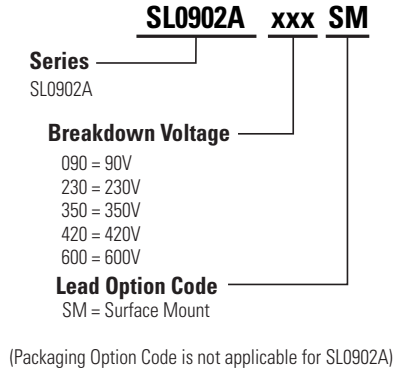 SL0902A xxx SM
Series
SL0902A
Breakdown Voltage
090 = 90V
230 = 230V
350 = 350V
420 = 420V
600 = 600V
Lead Option Code
SM = Surface Mount
(Packaging Option Code is not applicable for SL0902A)